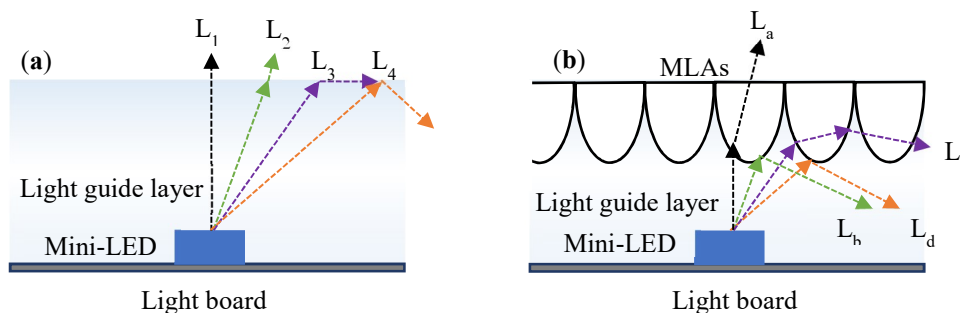 (a)
L1
L2
L3
L4
Light guide layer
Mini-LED
Light board
(b)
La
MLAs
L
Light guide layer
Mini-LED
Lb
Ld
Light board